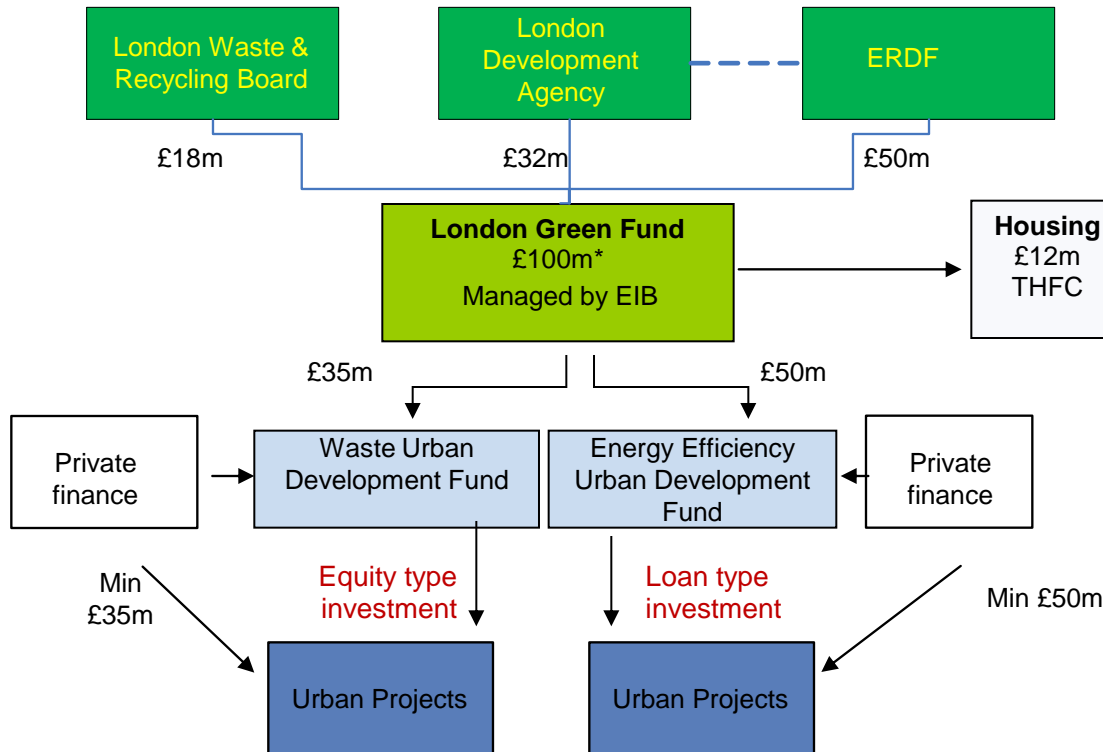 London Waste &
Recycling Board
London
Development
Agency
ERDF
£18m
£32m
£50m
London Green Fund
£100m*
Managed by EIB
Housing
£12m
THFC
£35m
£50m
Private
finance
Waste Urban
Development Fund
Energy Efficiency
Urban Development
Fund
Private
finance
Min
£35m
Equity type
investment
Loan type
investment
Min £50m
Urban Projects
Urban Projects